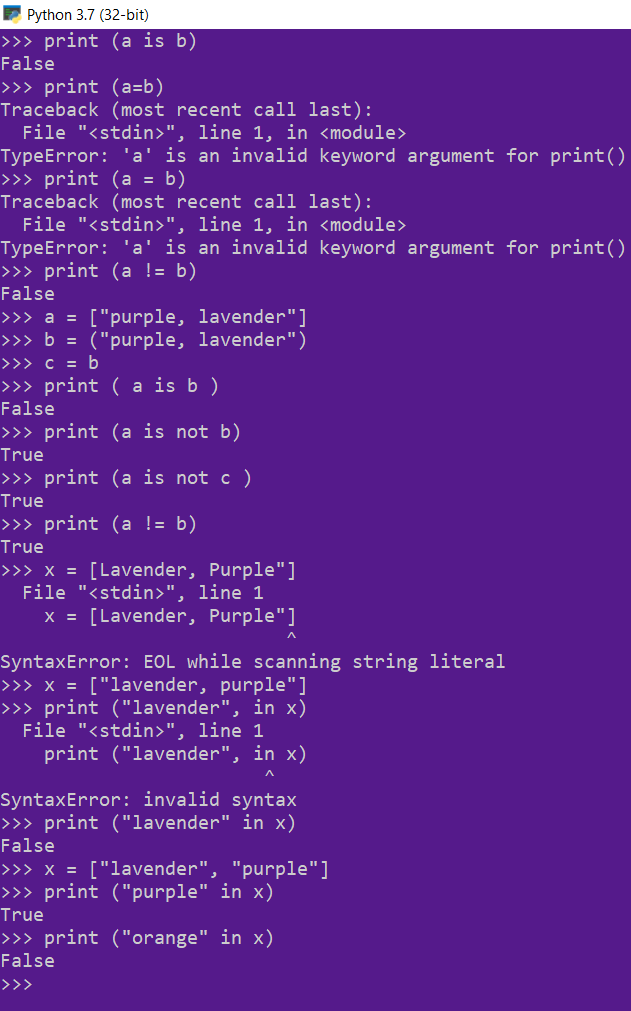 Python 3.7 (32-bit)
>>> print (a is b)
False
>>> print (a=b)
Traceback (most recent call last):
  File "<stdin>", line 1, in <module>
TypeError: 'a' is an invalid keyword argument for print()
>>> print (a = b)
Traceback (most recent call last):
  File "<stdin>", line 1, in <module>
TypeError: 'a' is an invalid keyword argument for print()
>>> print (a != b)
False
>>> a = ["purple, lavender"]
>>> b = ("purple, lavender")
>>> c = b
>>> print ( a is b )
False
>>> print (a is not b)
True
>>> print (a is not c )
True
>>> print (a != b)
True
>>> x = [Lavender, Purple"]
  File "<stdin>", line 1
    x = [Lavender, Purple"]
                          ^
SyntaxError: EOL while scanning string literal
>>> x = ["lavender, purple"]
>>> print ("lavender", in x)
  File "<stdin>", line 1
    print ("lavender", in x)
                        ^
SyntaxError: invalid syntax
>>> print ("lavender" in x)
False
>>> x = ["lavender", "purple"]
>>> print ("purple" in x)
True
>>> print ("orange" in x)
False
>>>